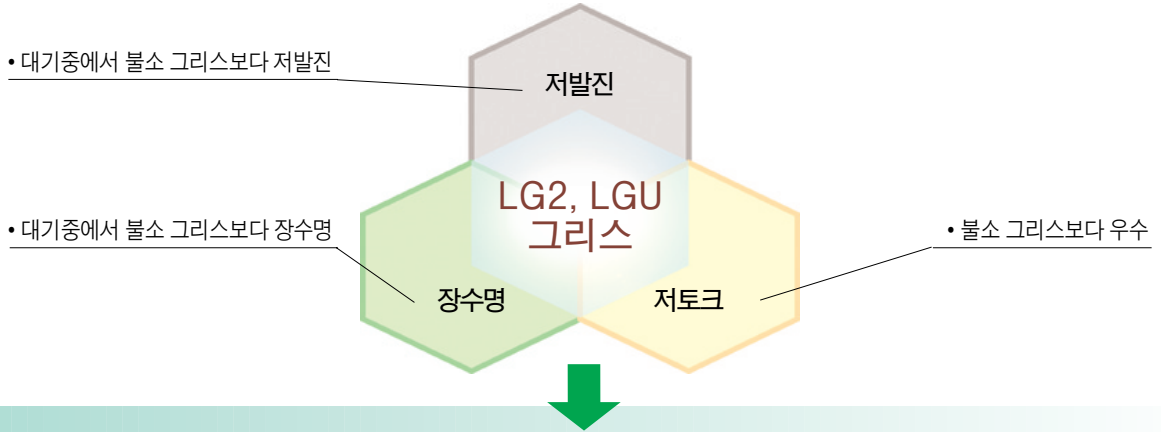 • 대기중에서 불소 그리스보다 저발진
저발진
LG2, LGU
그리스
• 대기중에서 불소 그리스보다 장수명
• 불소 그리스보다 우수
장수명
저토크